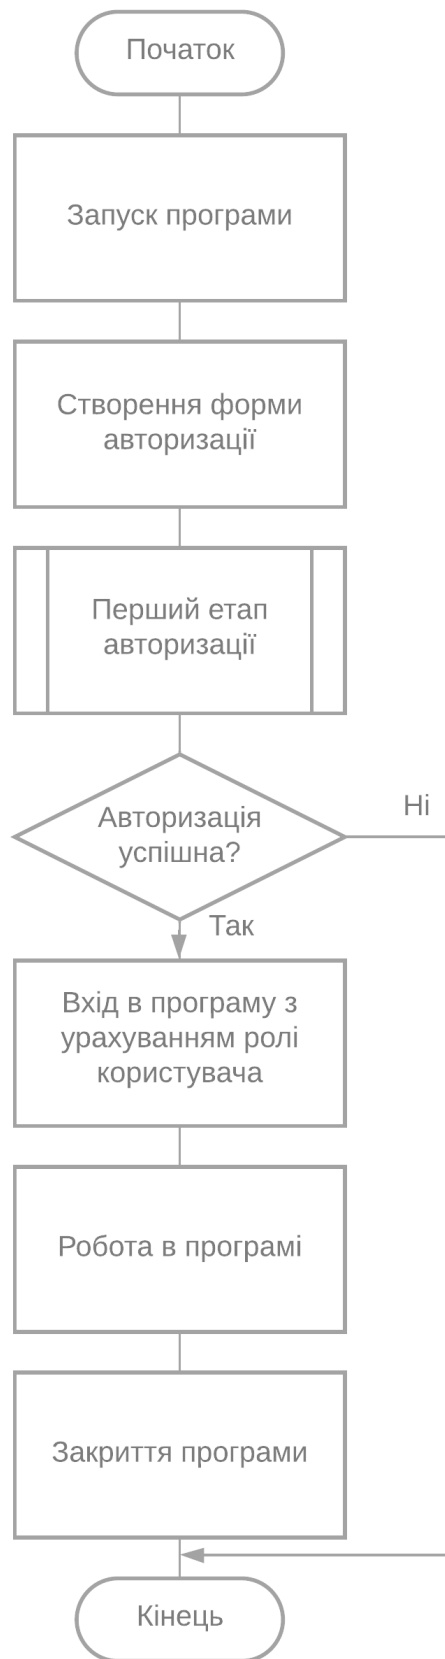 Початок
Запуск програми
Створення форми
авторизації
Перший етап
авторизації
Авторизація
успішна?
Ні
Так
Вхід в програму з
урахуванням ролі
користувача
Робота в програмі
Закриття програми
Кінець